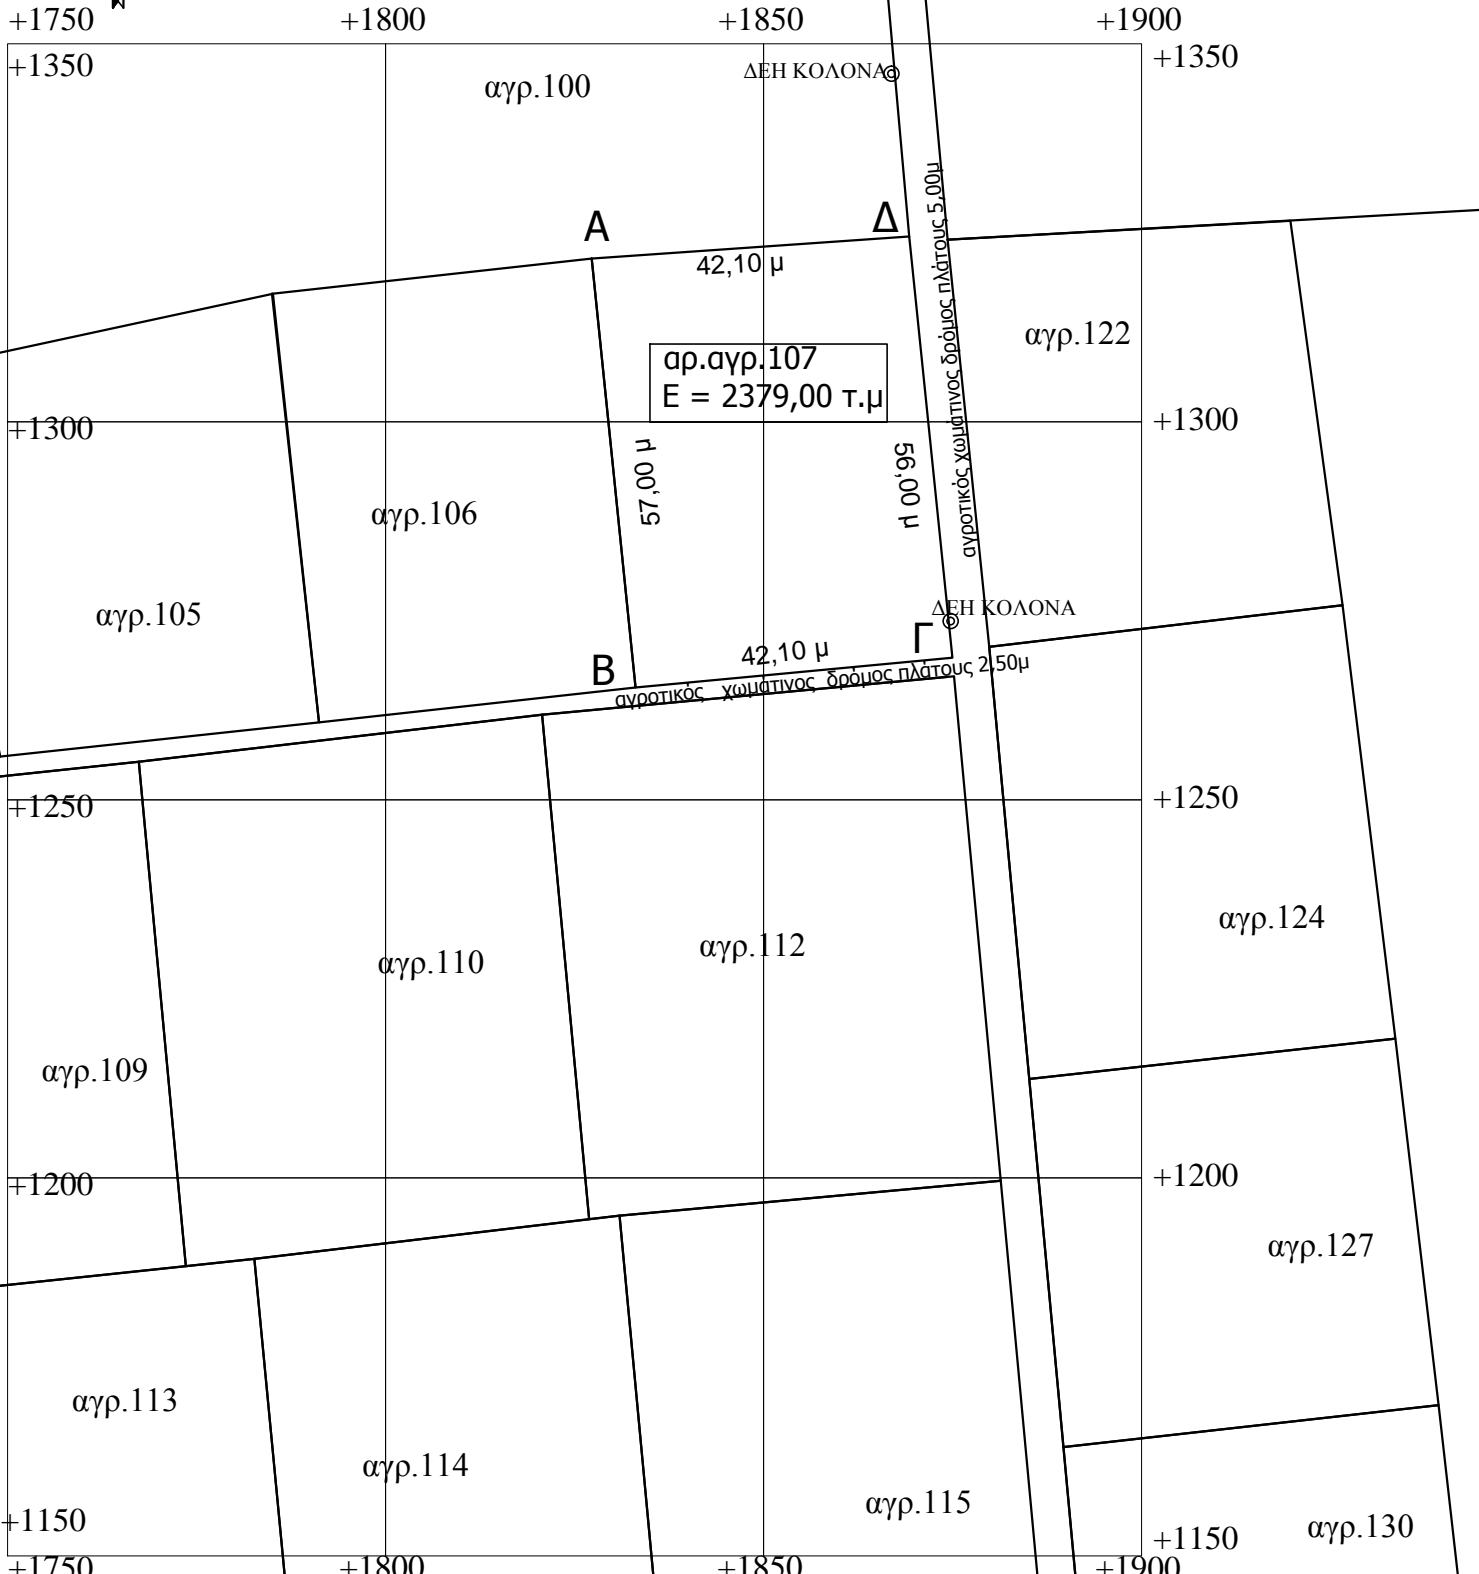 +1750 +1800 +1850 +1900
+1350 +1350
ΔΕΗ ΚΟΛΟΝΑ
αγρ.100
αγροτικός χωμάτινος δρόμος πλάτους 5,00μ
Α Δ
42,10 μ
αγρ.122
αρ.αγρ.107
Ε = 2379,00 τ.μ
+1300 +1300
57,00 μ
56,00 μ
αγρ.106
αγρ.105
ΔΕΗ ΚΟΛΟΝΑ
Β Γ
42,10 μ
αγροτικός χωμάτινος δρόμος πλάτους 2,50μ
+1250 +1250
αγρ.124
αγρ.112
αγρ.110
αγρ.109
+1200 +1200
αγρ.127
αγρ.113
αγρ.114
αγρ.115
+1150 +1150
αγρ.130
+1750 +1800 +1850 +1900